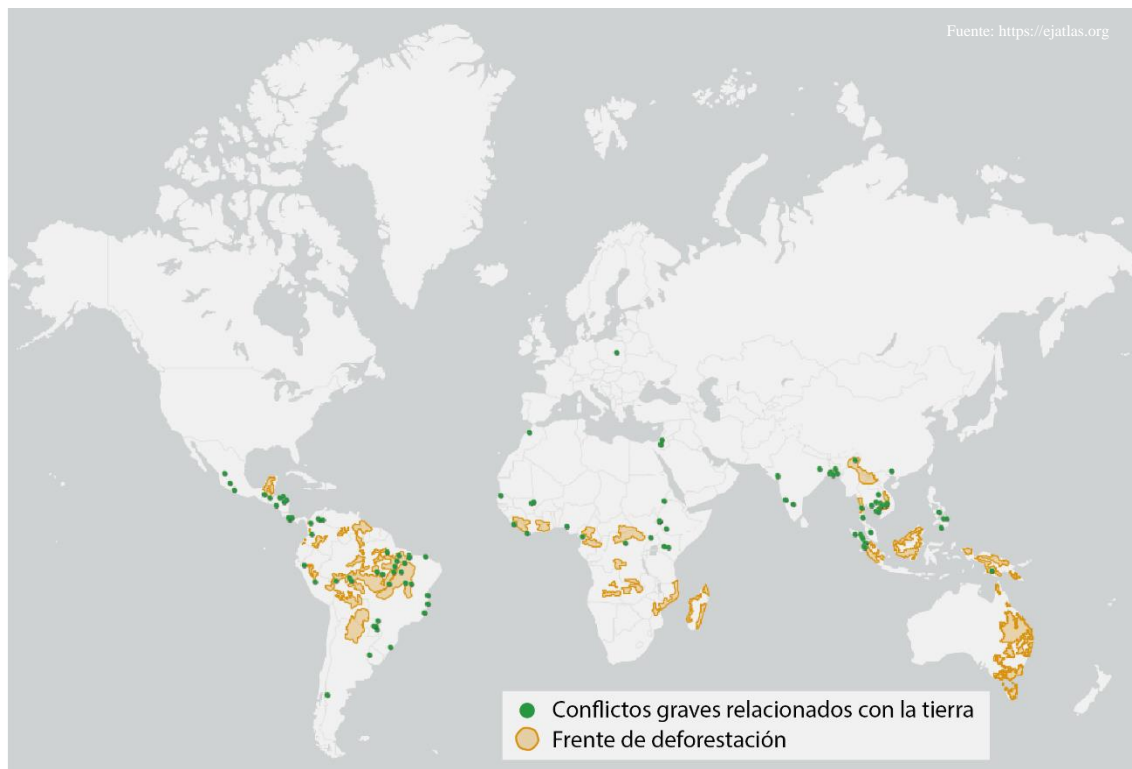 Fuente: https://ejatlas.org
Conflictos graves relacionados con la tierra
Frente de deforestación